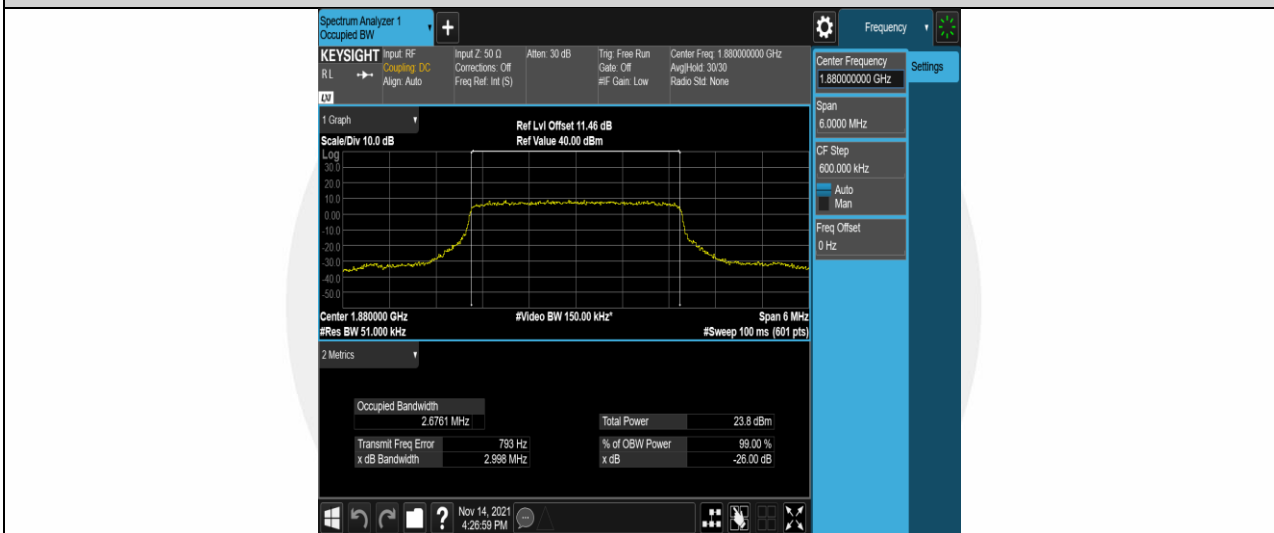 Spectrum Analyzer 1
Occupied BW
+
Frequency
KEYSIGHT
R L
LXI
Input: RF
Coupling: DC
Align: Auto
Input Z: 50 Ω
Corrections: Off
Freq Ref: Int (S)
Atten: 30 dB
Trig: Free Run
Gate: Off
#IF Gain: Low
Center Freq: 1.880000000 GHz
Avg|Hold: 30/30
Radio Std: None
Center Frequency
1.880000000 GHz
Settings
Span
6.0000 MHz
CF Step
600.000 kHz
Auto
Man
Freq Offset
0 Hz
1 Graph
Scale/Div 10.0 dB
Ref Lvl Offset 11.46 dB
Ref Value 40.00 dBm
Log
30.0
20.0
10.0
0.00
-10.0
-20.0
-30.0
-40.0
-50.0
Center 1.880000 GHz
#Video BW 150.00 kHz*
Span 6 MHz
#Res BW 51.000 kHz
#Sweep 100 ms (601 pts)
2 Metrics
Occupied Bandwidth
2.6761 MHz
Total Power 23.8 dBm
Transmit Freq Error 793 Hz
% of OBW Power 99.00 %
x dB Bandwidth 2.998 MHz
x dB -26.00 dB
?
Nov 14, 2021
4:26:59 PM